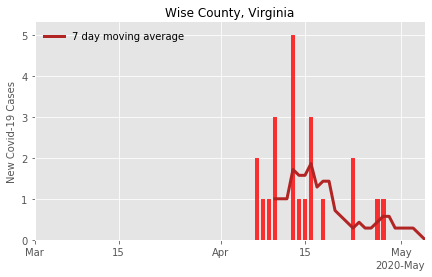 Wise County, Virginia
7 day moving average
New Covid-19 Cases
5
4
3
2
1
0
Mar 15 Apr 15 May
2020-May